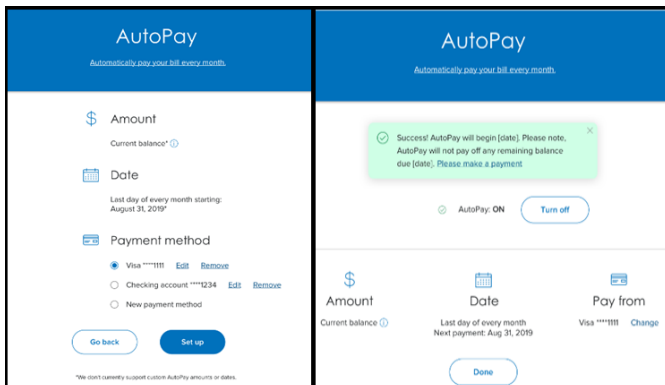 AutoPay
Automatically pay your bill every month.
Amount
Current balance*
Date
Last day of every month starting:
August 31, 2019*
Payment method
Visa ****1111 Edit Remove
Checking account ****1234 Edit Remove
New payment method
Go back Set up
*We don't currently support custom AutoPay amounts or dates.
AutoPay
Automatically pay your bill every month.
Success! AutoPay will begin [date]. Please note,
AutoPay will not pay off any remaining balance
due [date]. Please make a payment
AutoPay: ON Turn off
Amount Date Pay from
Current balance Last day of every month Visa ****1111 Change
Next payment: Aug 31, 2019
Done